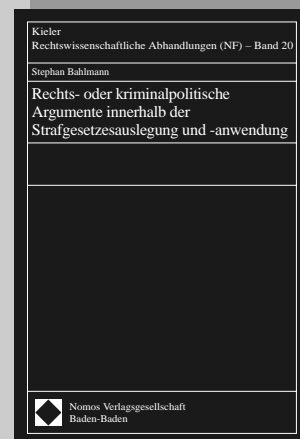 Kieler
Rechtswissenschaftliche Abhandlungen (NF) – Band 20
Stephan Bahlmann
Rechts- oder kriminalpolitische
Argumente innerhalb der
Strafgesetzesauslegung und -anwendung
Nomos Verlagsgesellschaft
Baden-Baden